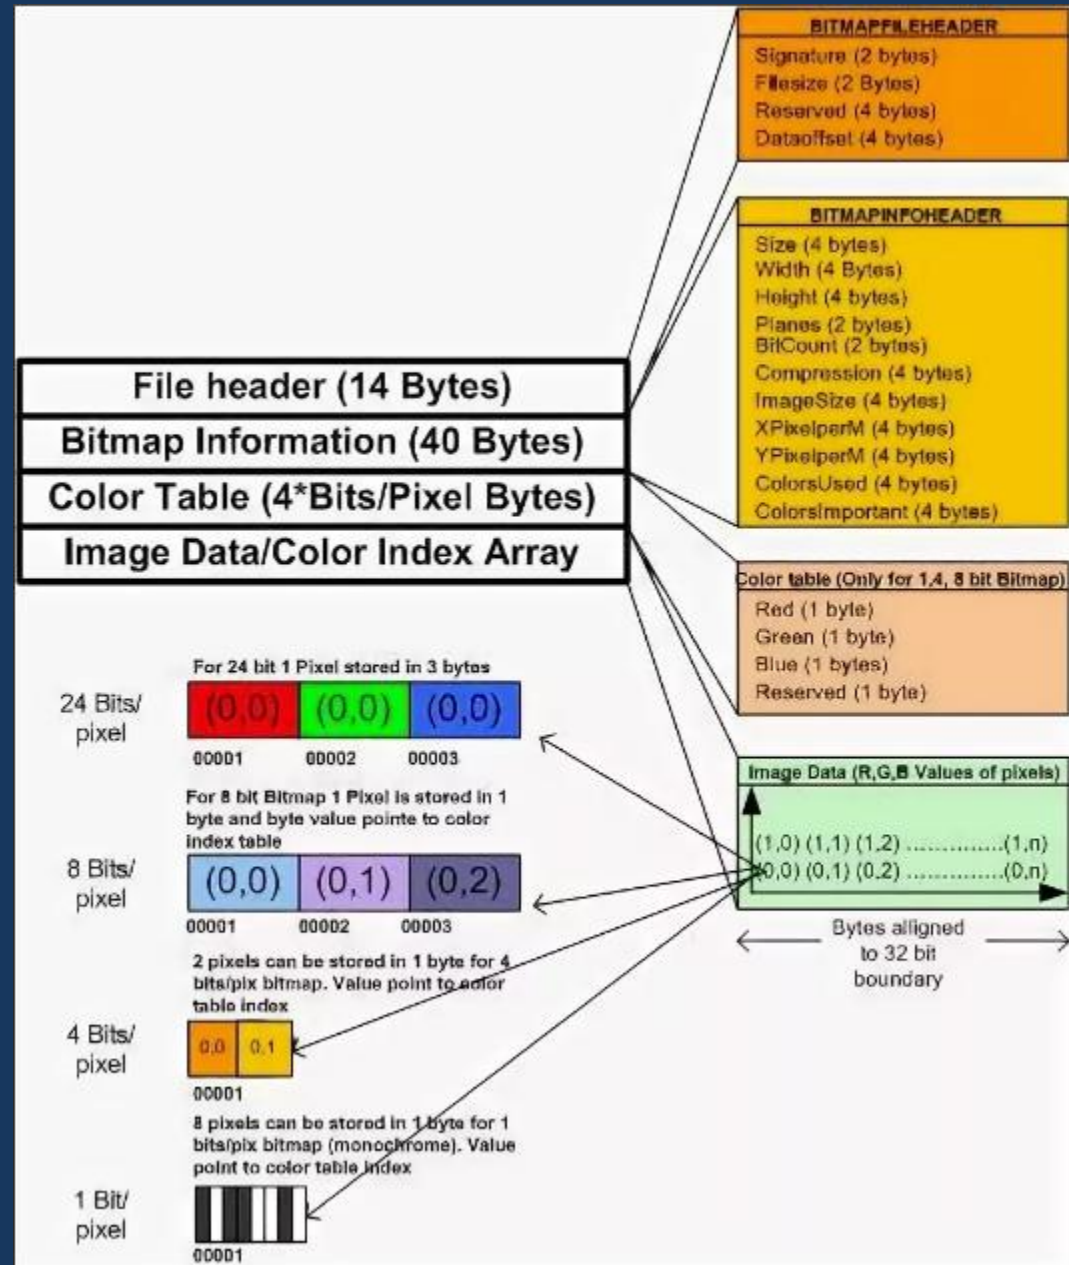 BITMAPFILEHEADER
Signature (2 bytes)
Filesize (2 Bytes)
Reserved (4 bytes)
Dataoffset (4 bytes)
BITMAPINFOHEADER
Size (4 bytes)
Width (4 Bytes)
Height (4 bytes)
Planes (2 bytes)
BitCount (2 bytes)
Compression (4 bytes)
ImageSize (4 bytes)
XPixelperM (4 bytes)
YPixelperM (4 bytes)
ColorsUsed (4 bytes)
ColorsImportant (4 bytes)
File header (14 Bytes)
Bitmap Information (40 Bytes)
Color Table (4*Bits/Pixel Bytes)
Image Data/Color Index Array
Color table (Only for 1,4, 8 bit Bitmap)
Red (1 byte)
Green (1 byte)
Blue (1 bytes)
Reserved (1 byte)
For 24 bit 1 Pixel stored in 3 bytes
24 Bits/
pixel
(0,0) (0,0) (0,0)
00001 00002 00003
Image Data (R,G,B Values of pixels)
(1,0) (1,1) (1,2) ..............(1,n)
(0,0) (0,1) (0,2) ..............(0,n)
Bytes alligned
to 32 bit
boundary
For 8 bit Bitmap 1 Pixel is stored in 1
byte and byte value pointe to color
index table
8 Bits/
pixel
(0,0) (0,1) (0,2)
00001 00002 00003
2 pixels can be stored in 1 byte for 4
bits/pix bitmap. Value point to color
table index
4 Bits/
pixel
0,0 0,1
00001
8 pixels can be stored in 1 byte for 1
bits/pix bitmap (monochrome). Value
point to color table index
1 Bit/
pixel
00001